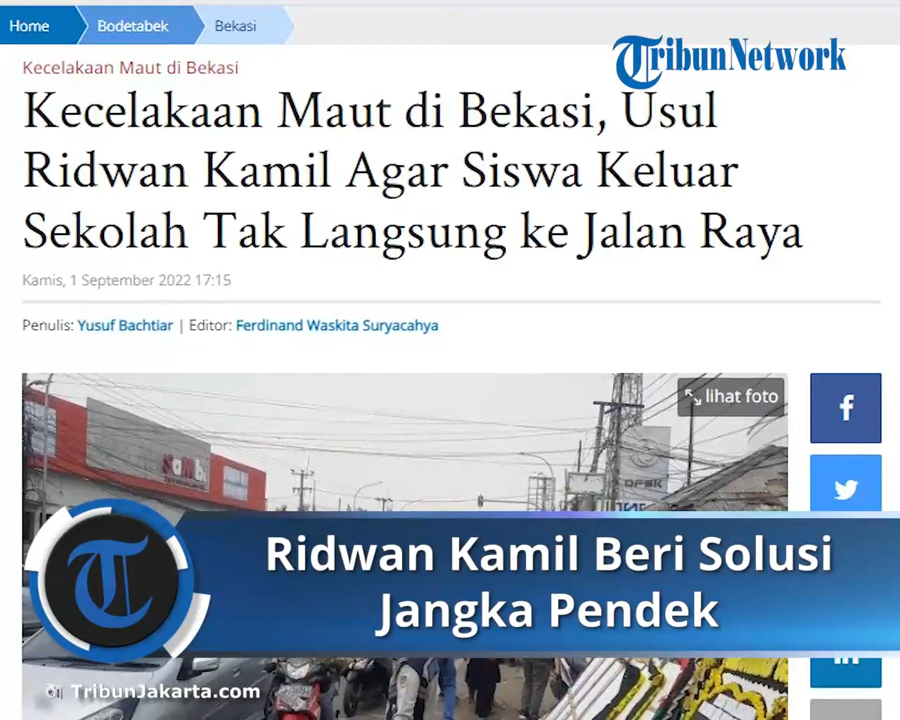 Home Bodetabek Bekasi
TribunNetwork
Kecelakaan Maut di Bekasi
Kecelakaan Maut di Bekasi, Usul
Ridwan Kamil Agar Siswa Keluar
Sekolah Tak Langsung ke Jalan Raya
Kamis, 1 September 2022 17:15
Penulis: Yusuf Bachtiar | Editor: Ferdinand Waskita Suryacahya
lihat foto
f
DFSK
T
Ridwan Kamil Beri Solusi
Jangka Pendek
in
TribunJakarta.com